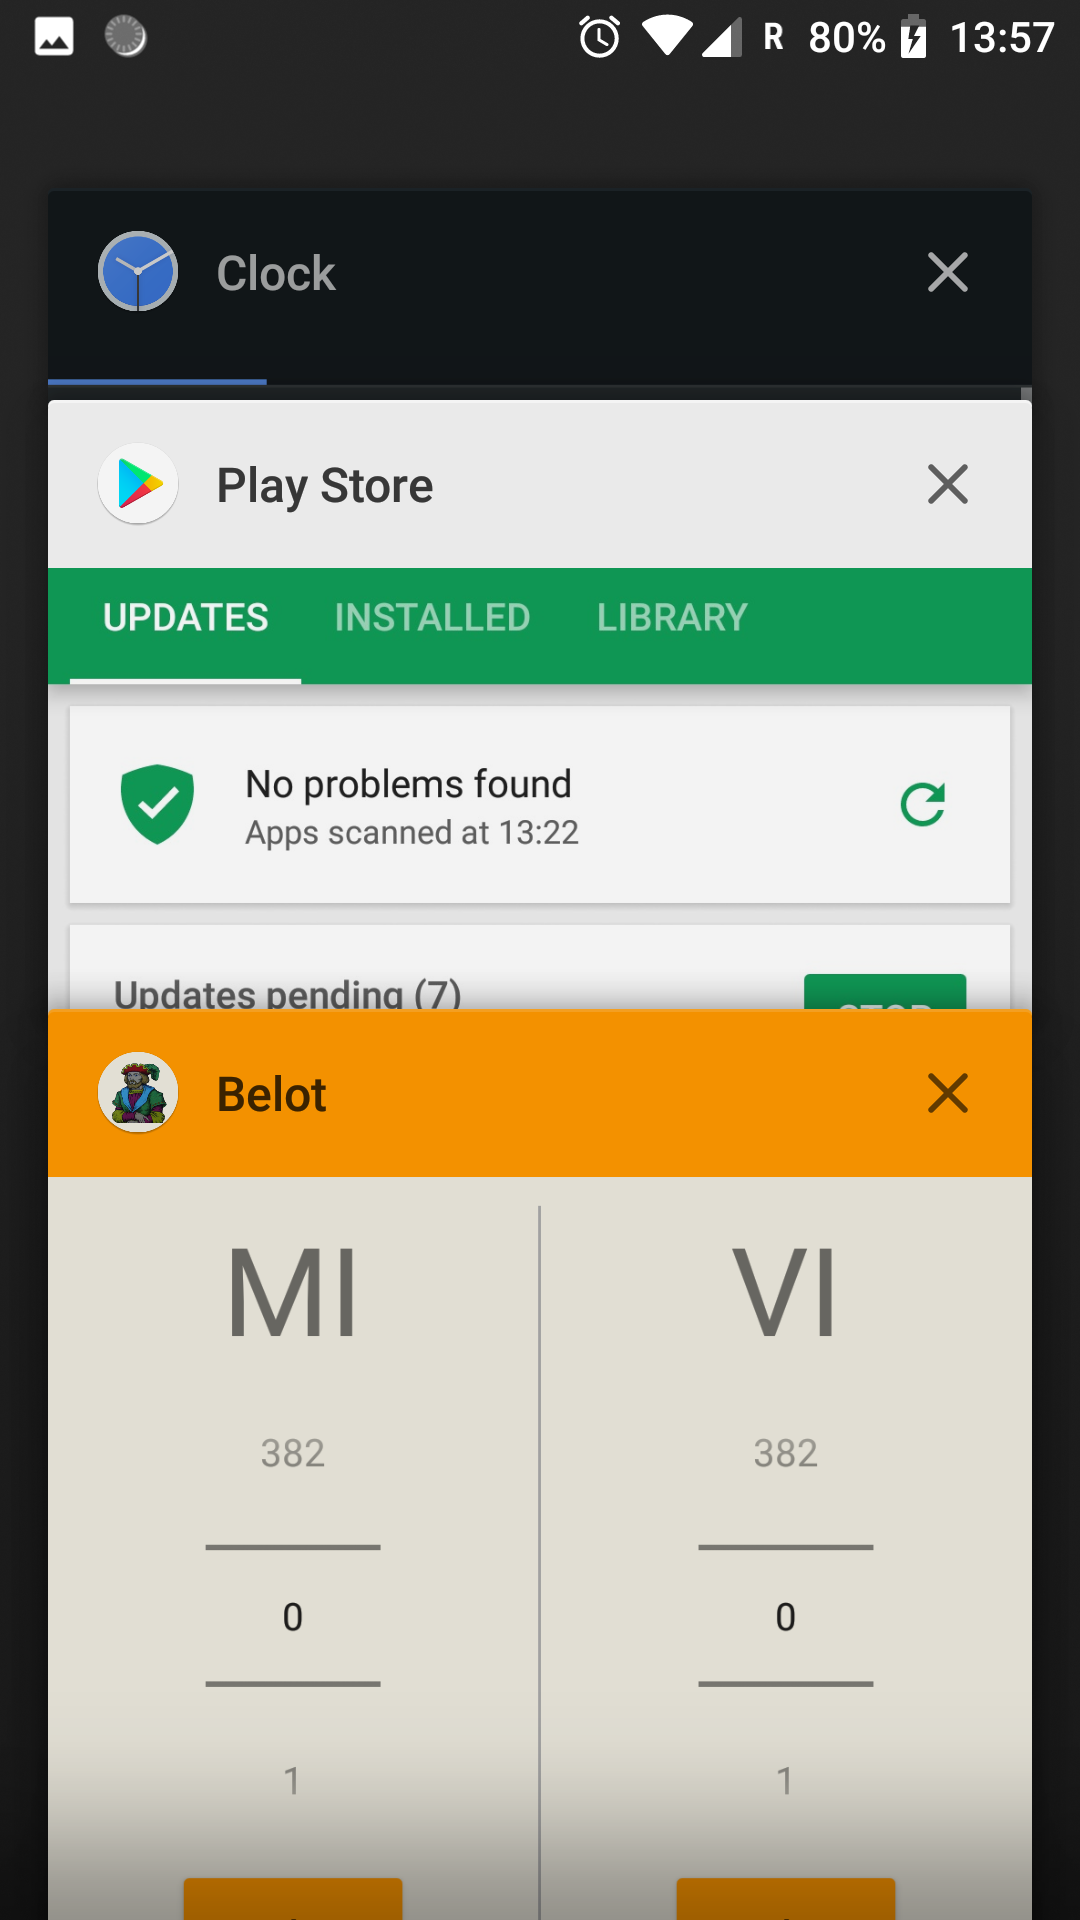 R 80% 13:57
Clock
Play Store
UPDATES INSTALLED LIBRARY
No problems found
Apps scanned at 13:22
Updates pending (7)
STOP
Belot
MI VI
382 382
0 0
1 1